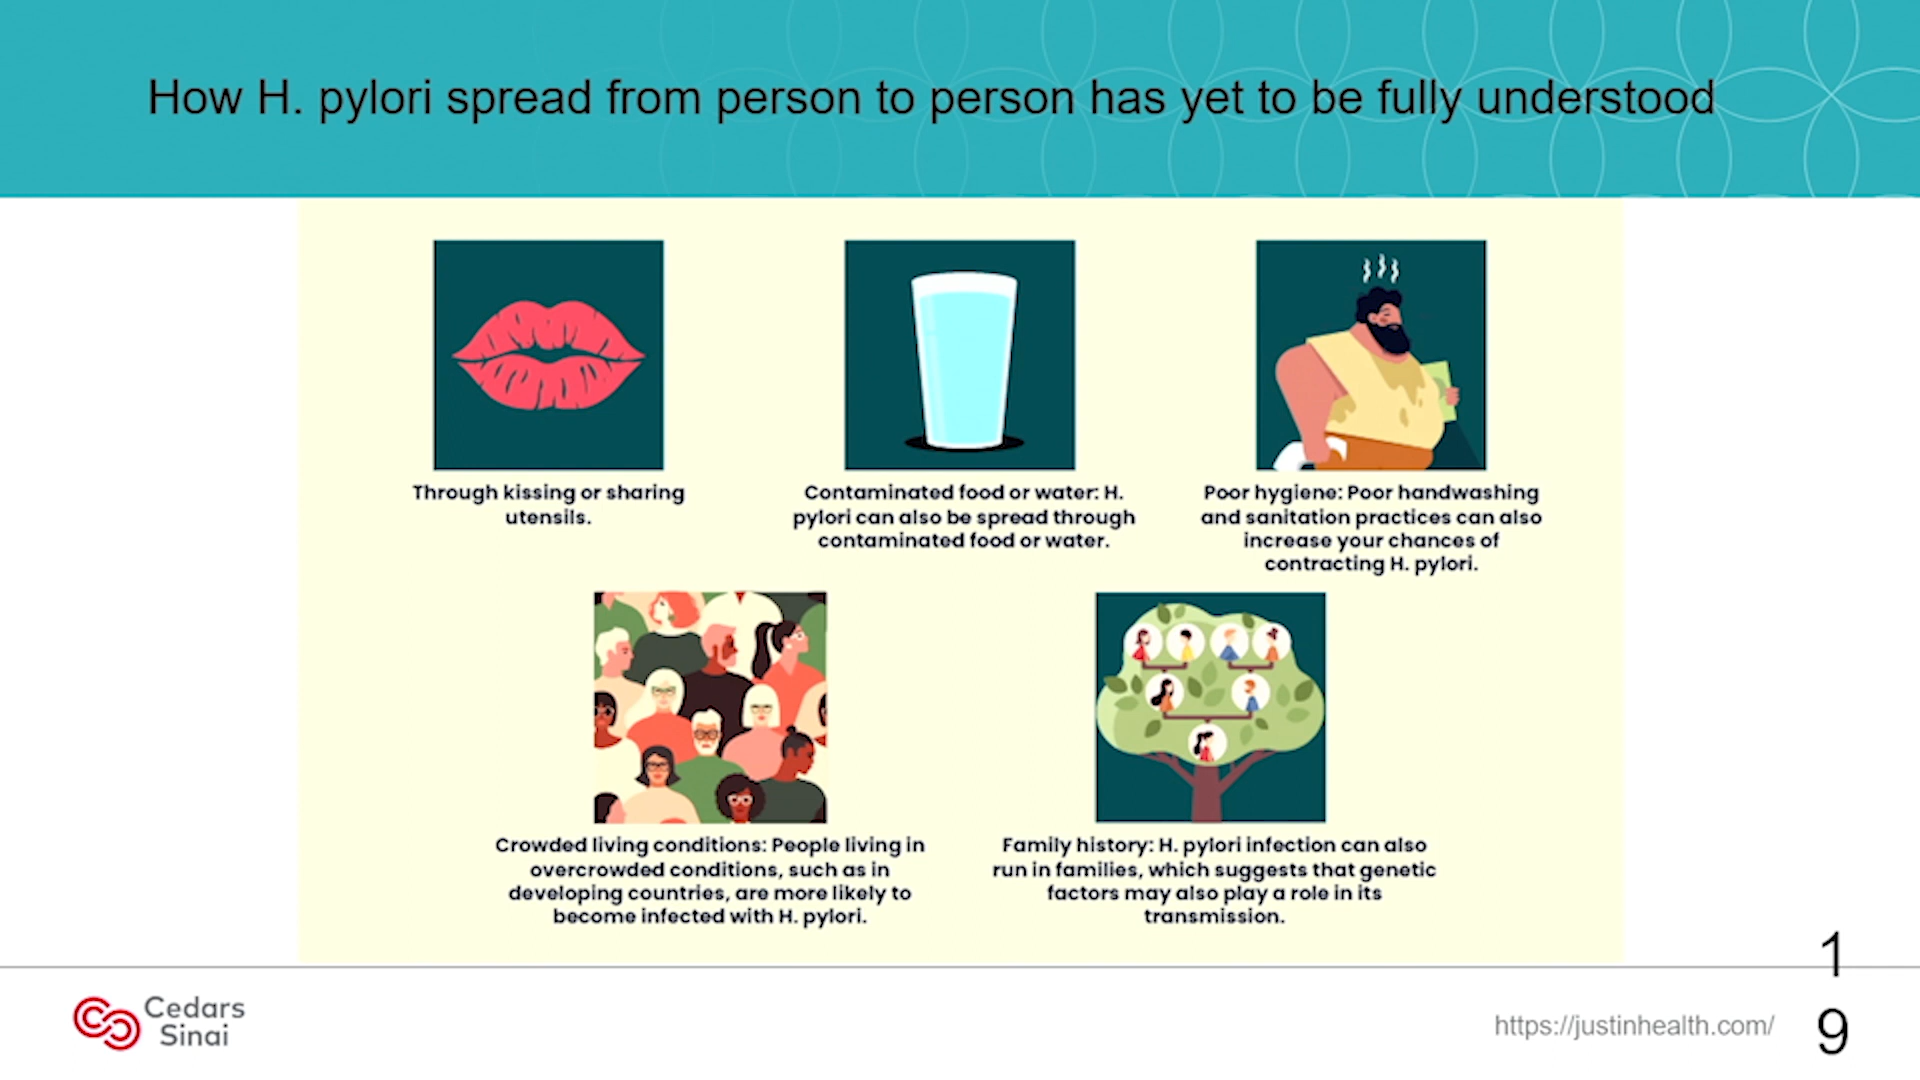 How H. pylori spread from person to person has yet to be fully understood
Through kissing or sharing
utensils.
Contaminated food or water: H.
pylori can also be spread through
contaminated food or water.
Poor hygiene: Poor handwashing
and sanitation practices can also
increase your chances of
contracting H. pylori.
Crowded living conditions: People living in
overcrowded conditions, such as in
developing countries, are more likely to
become infected with H. pylori.
Family history: H. pylori infection can also
run in families, which suggests that genetic
factors may also play a role in its
transmission.
Cedars
Sinai
https://justinhealth.com/
1
9